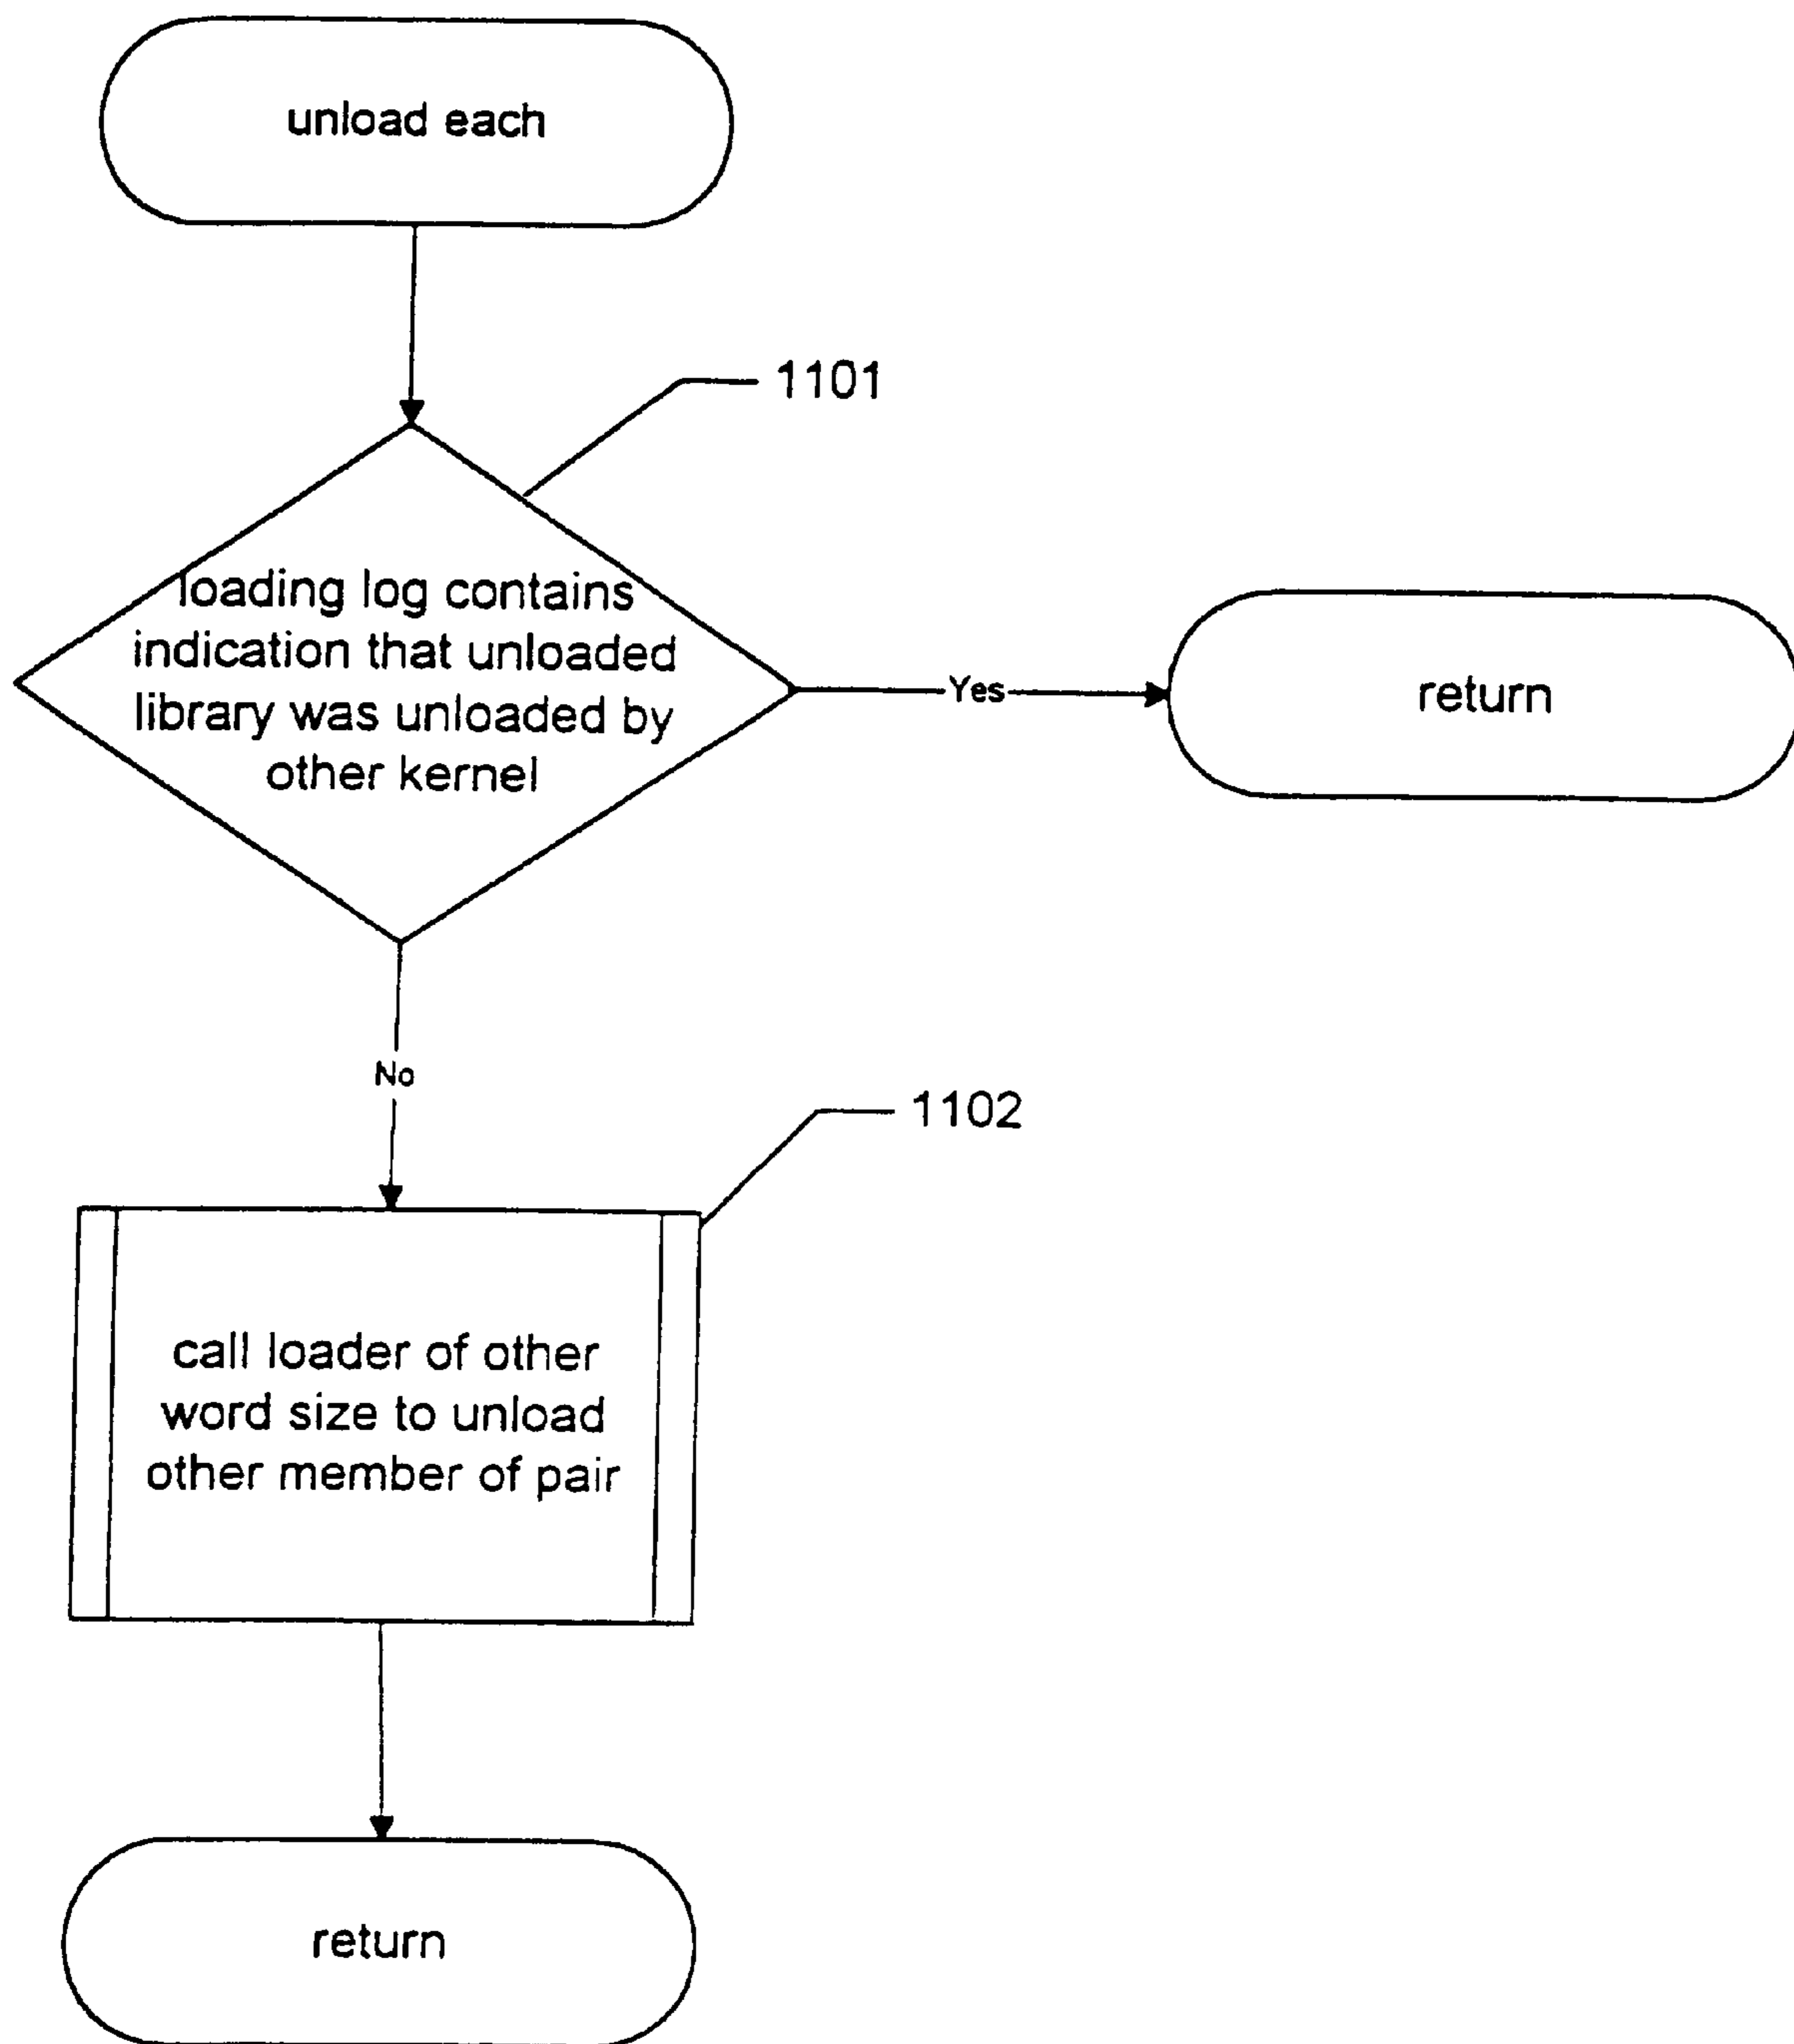 unload each
1101
loading log contains
indication that unloaded
library was unloaded by
other kernel
Yes
return
No
1102
call loader of other
word size to unload
other member of pair
return